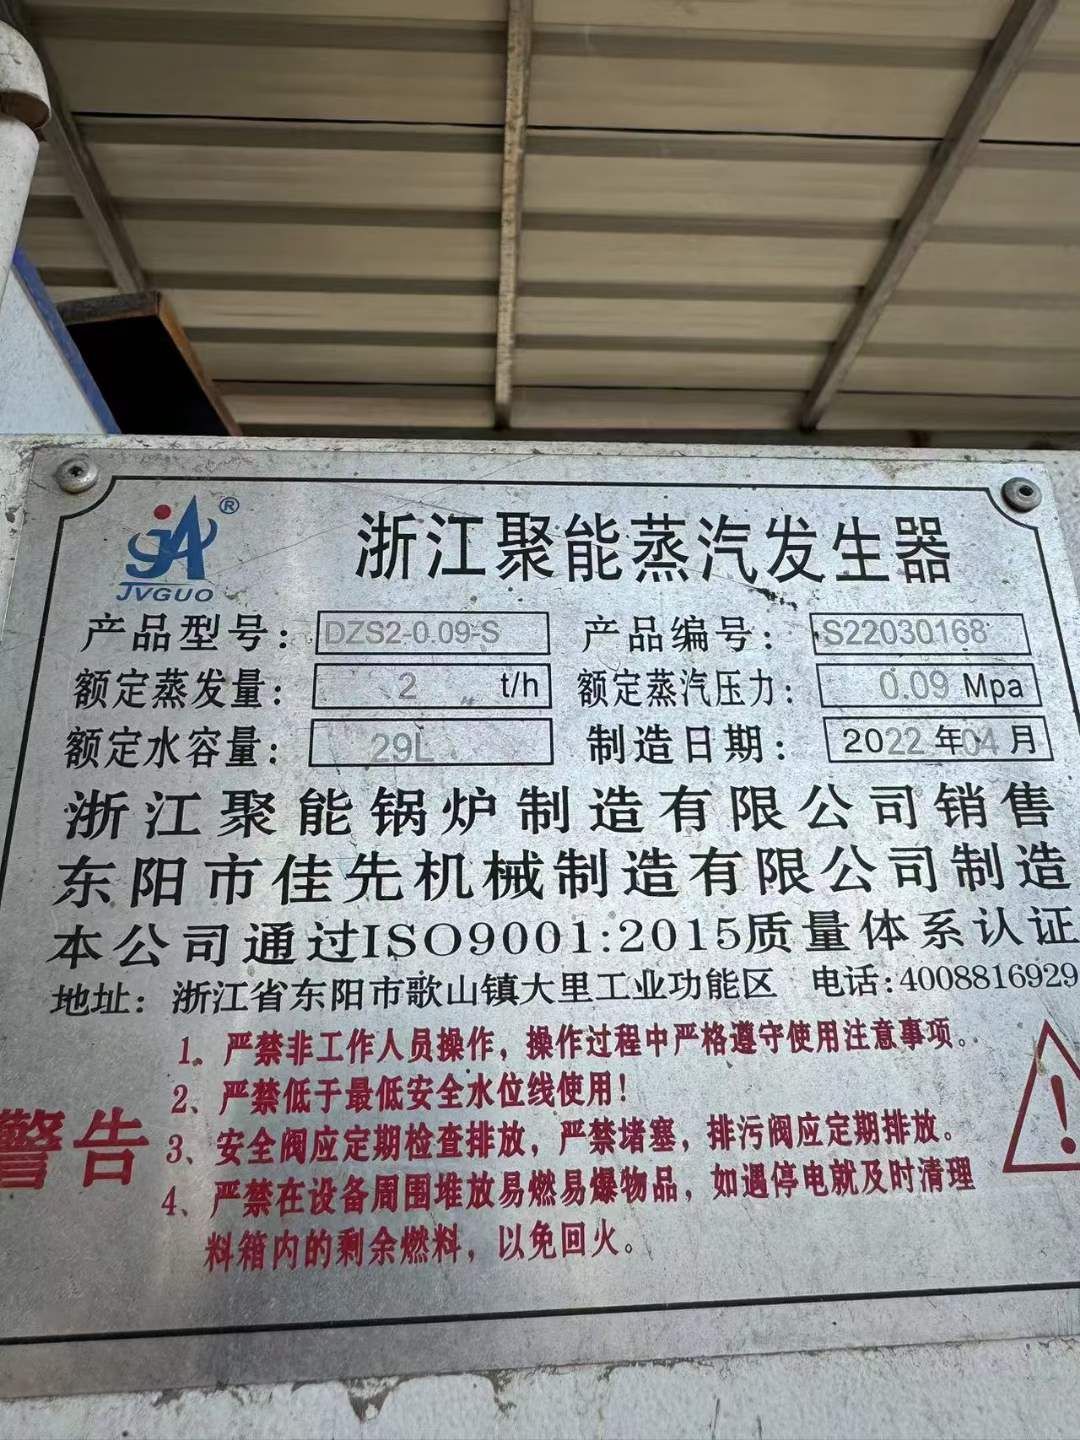 JA®
JVGUO
浙江聚能蒸汽发生器
产品型号：DZS2-0.09-S 产品编号：S22030168
额定蒸发量：2 t/h 额定蒸汽压力：0.09 Mpa
额定水容量：29L 制造日期：2022年04月
浙江聚能锅炉制造有限公司销售
东阳市佳先机械制造有限公司制造
本公司通过ISO9001:2015质量体系认证
地址：浙江省东阳市歌山镇大里工业功能区 电话:4008816929
警告
1。严禁非工作人员操作，操作过程中严格遵守使用注意事项。
2、严禁低于最低安全水位线使用！
3、安全阀应定期检查排放，严禁堵塞，排污阀应定期排放。
4、严禁在设备周围堆放易燃易爆物品，如遇停电就及时清理
料箱内的剩余燃料，以免回火。